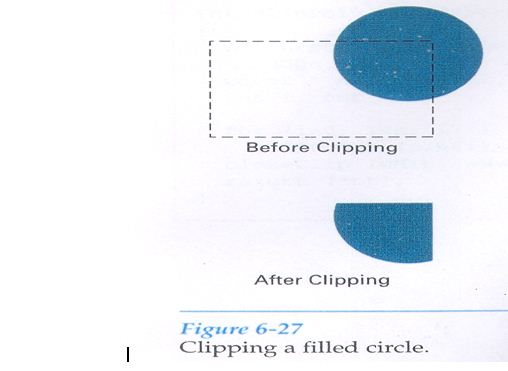 Before Clipping
After Clipping
Figure 6-27
Clipping a filled circle.